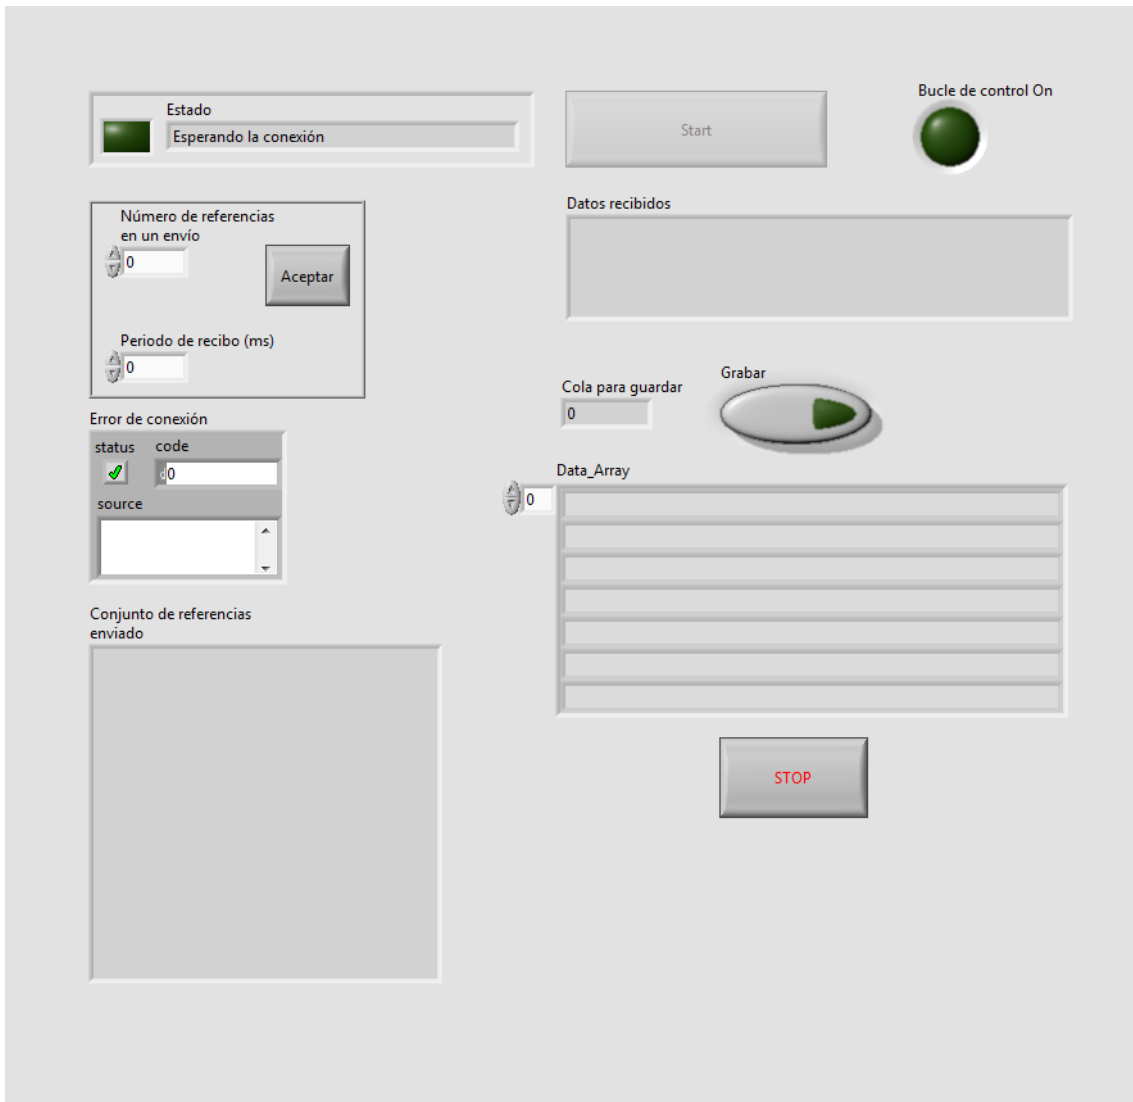 Bucle de control On
Estado
Esperando la conexión
Start
Número de referencias
en un envío
0
Aceptar
Periodo de recibo (ms)
0
Datos recibidos
Cola para guardar
0
Grabar
Error de conexión
status
code
d0
source
Data_Array
0
Conjunto de referencias
enviado
STOP